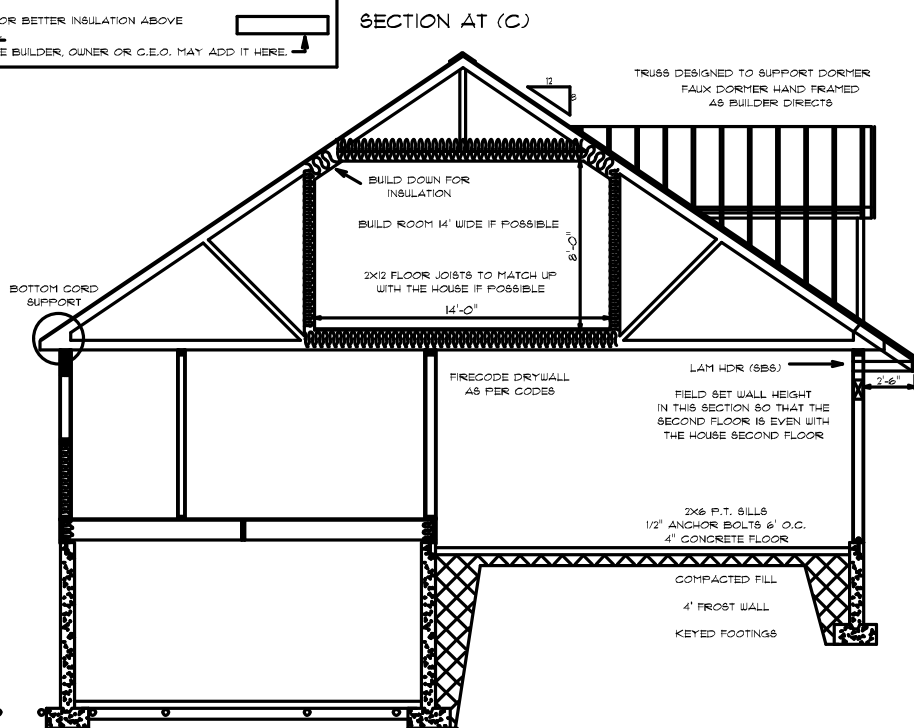 OR BETTER INSULATION ABOVE
E BUILDER, OWNER OR C.E.O. MAY ADD IT HERE.
SECTION AT (C)
12
8
TRUSS DESIGNED TO SUPPORT DORMER
FAUX DORMER HAND FRAMED
AS BUILDER DIRECTS
BUILD DOWN FOR
INSULATION
BUILD ROOM 14' WIDE IF POSSIBLE
8'-0"
2X12 FLOOR JOISTS TO MATCH UP
WITH THE HOUSE IF POSSIBLE
14'-0"
BOTTOM CORD
SUPPORT
FIRECODE DRYWALL
AS PER CODES
LAM HDR (SBS)
2'-6"
FIELD SET WALL HEIGHT
IN THIS SECTION SO THAT THE
SECOND FLOOR IS EVEN WITH
THE HOUSE SECOND FLOOR
2X6 P.T. SILLS
1/2" ANCHOR BOLTS 6' O.C.
4" CONCRETE FLOOR
COMPACTED FILL
4' FROST WALL
KEYED FOOTINGS